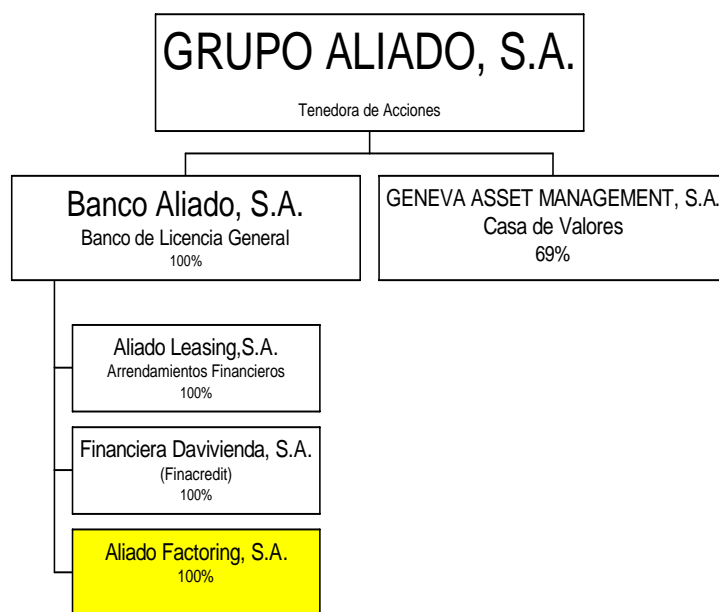 GRUPO ALIADO, S.A.
Tenedora de Acciones
Banco Aliado, S.A.
Banco de Licencia General
100%
GENEVA ASSET MANAGEMENT, S.A.
Casa de Valores
69%
Aliado Leasing,S.A.
Arrendamientos Financieros
100%
Financiera Davivienda, S.A.
(Finacredit)
100%
Aliado Factoring, S.A.
100%